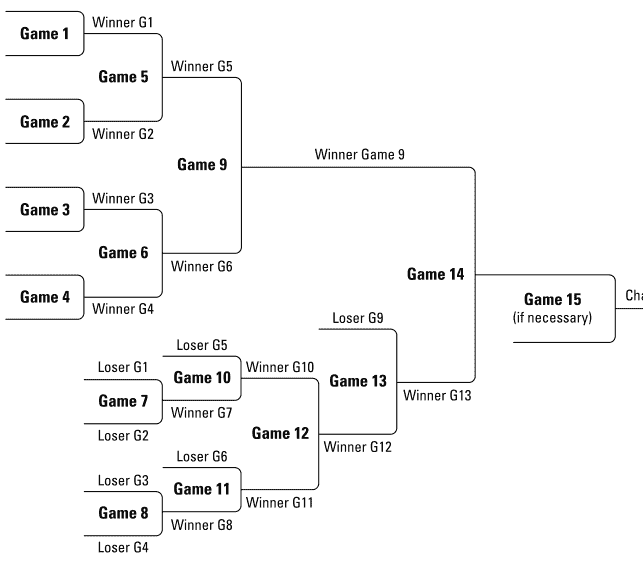 Game 1
Winner G1
Game 5
Winner G5
Game 2
Winner G2
Game 9
Winner Game 9
Game 3
Winner G3
Game 6
Winner G6
Game 4
Winner G4
Game 14
Game 15
(if necessary)
Cha
Loser G9
Loser G5
Loser G1
Game 10
Winner G10
Game 13
Game 7
Winner G7
Winner G13
Loser G2
Game 12
Winner G12
Loser G6
Loser G3
Game 11
Winner G11
Game 8
Winner G8
Loser G4